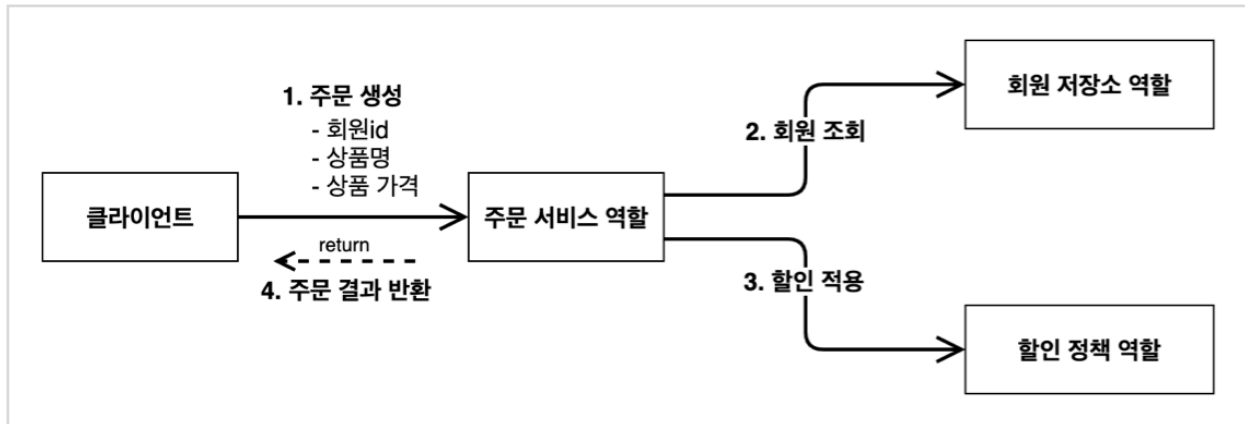 1. 주문 생성
- 회원id
- 상품명
- 상품 가격
클라이언트
return
4. 주문 결과 반환
주문 서비스 역할
2. 회원 조회
회원 저장소 역할
3. 할인 적용
할인 정책 역할